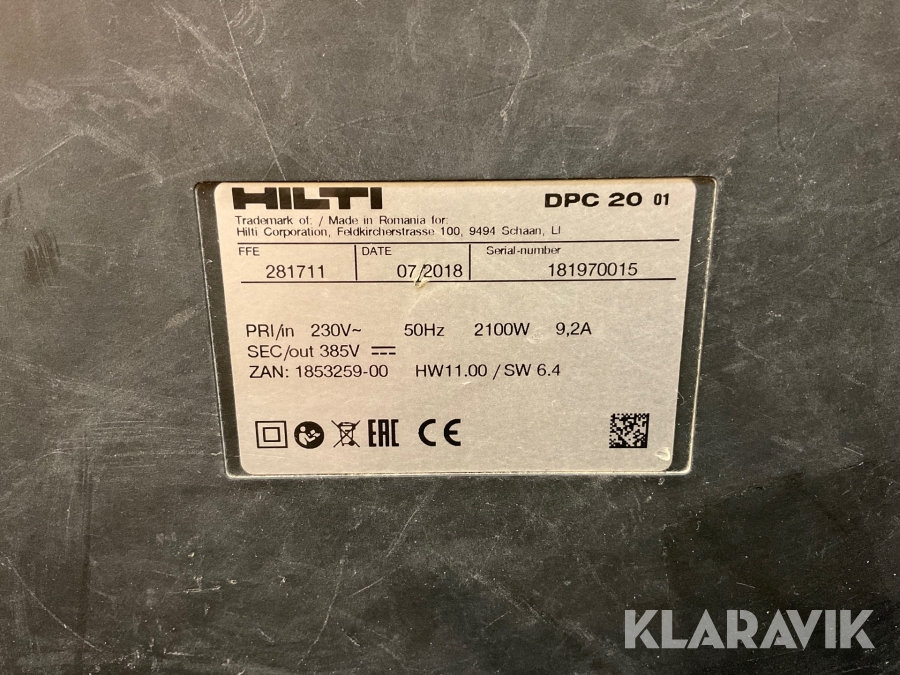 HILTI DPC 20 01
Trademark of: / Made in Romania for:
Hilti Corporation, Feldkircherstrasse 100, 9494 Schaan, LI
FFE DATE Serial-number
281711 07/2018 181970015
PRI/in 230V~ 50Hz 2100W 9,2A
SEC/out 385V ⎓
ZAN: 1853259-00 HW11.00 / SW 6.4
EAC CE
KLARAVIK